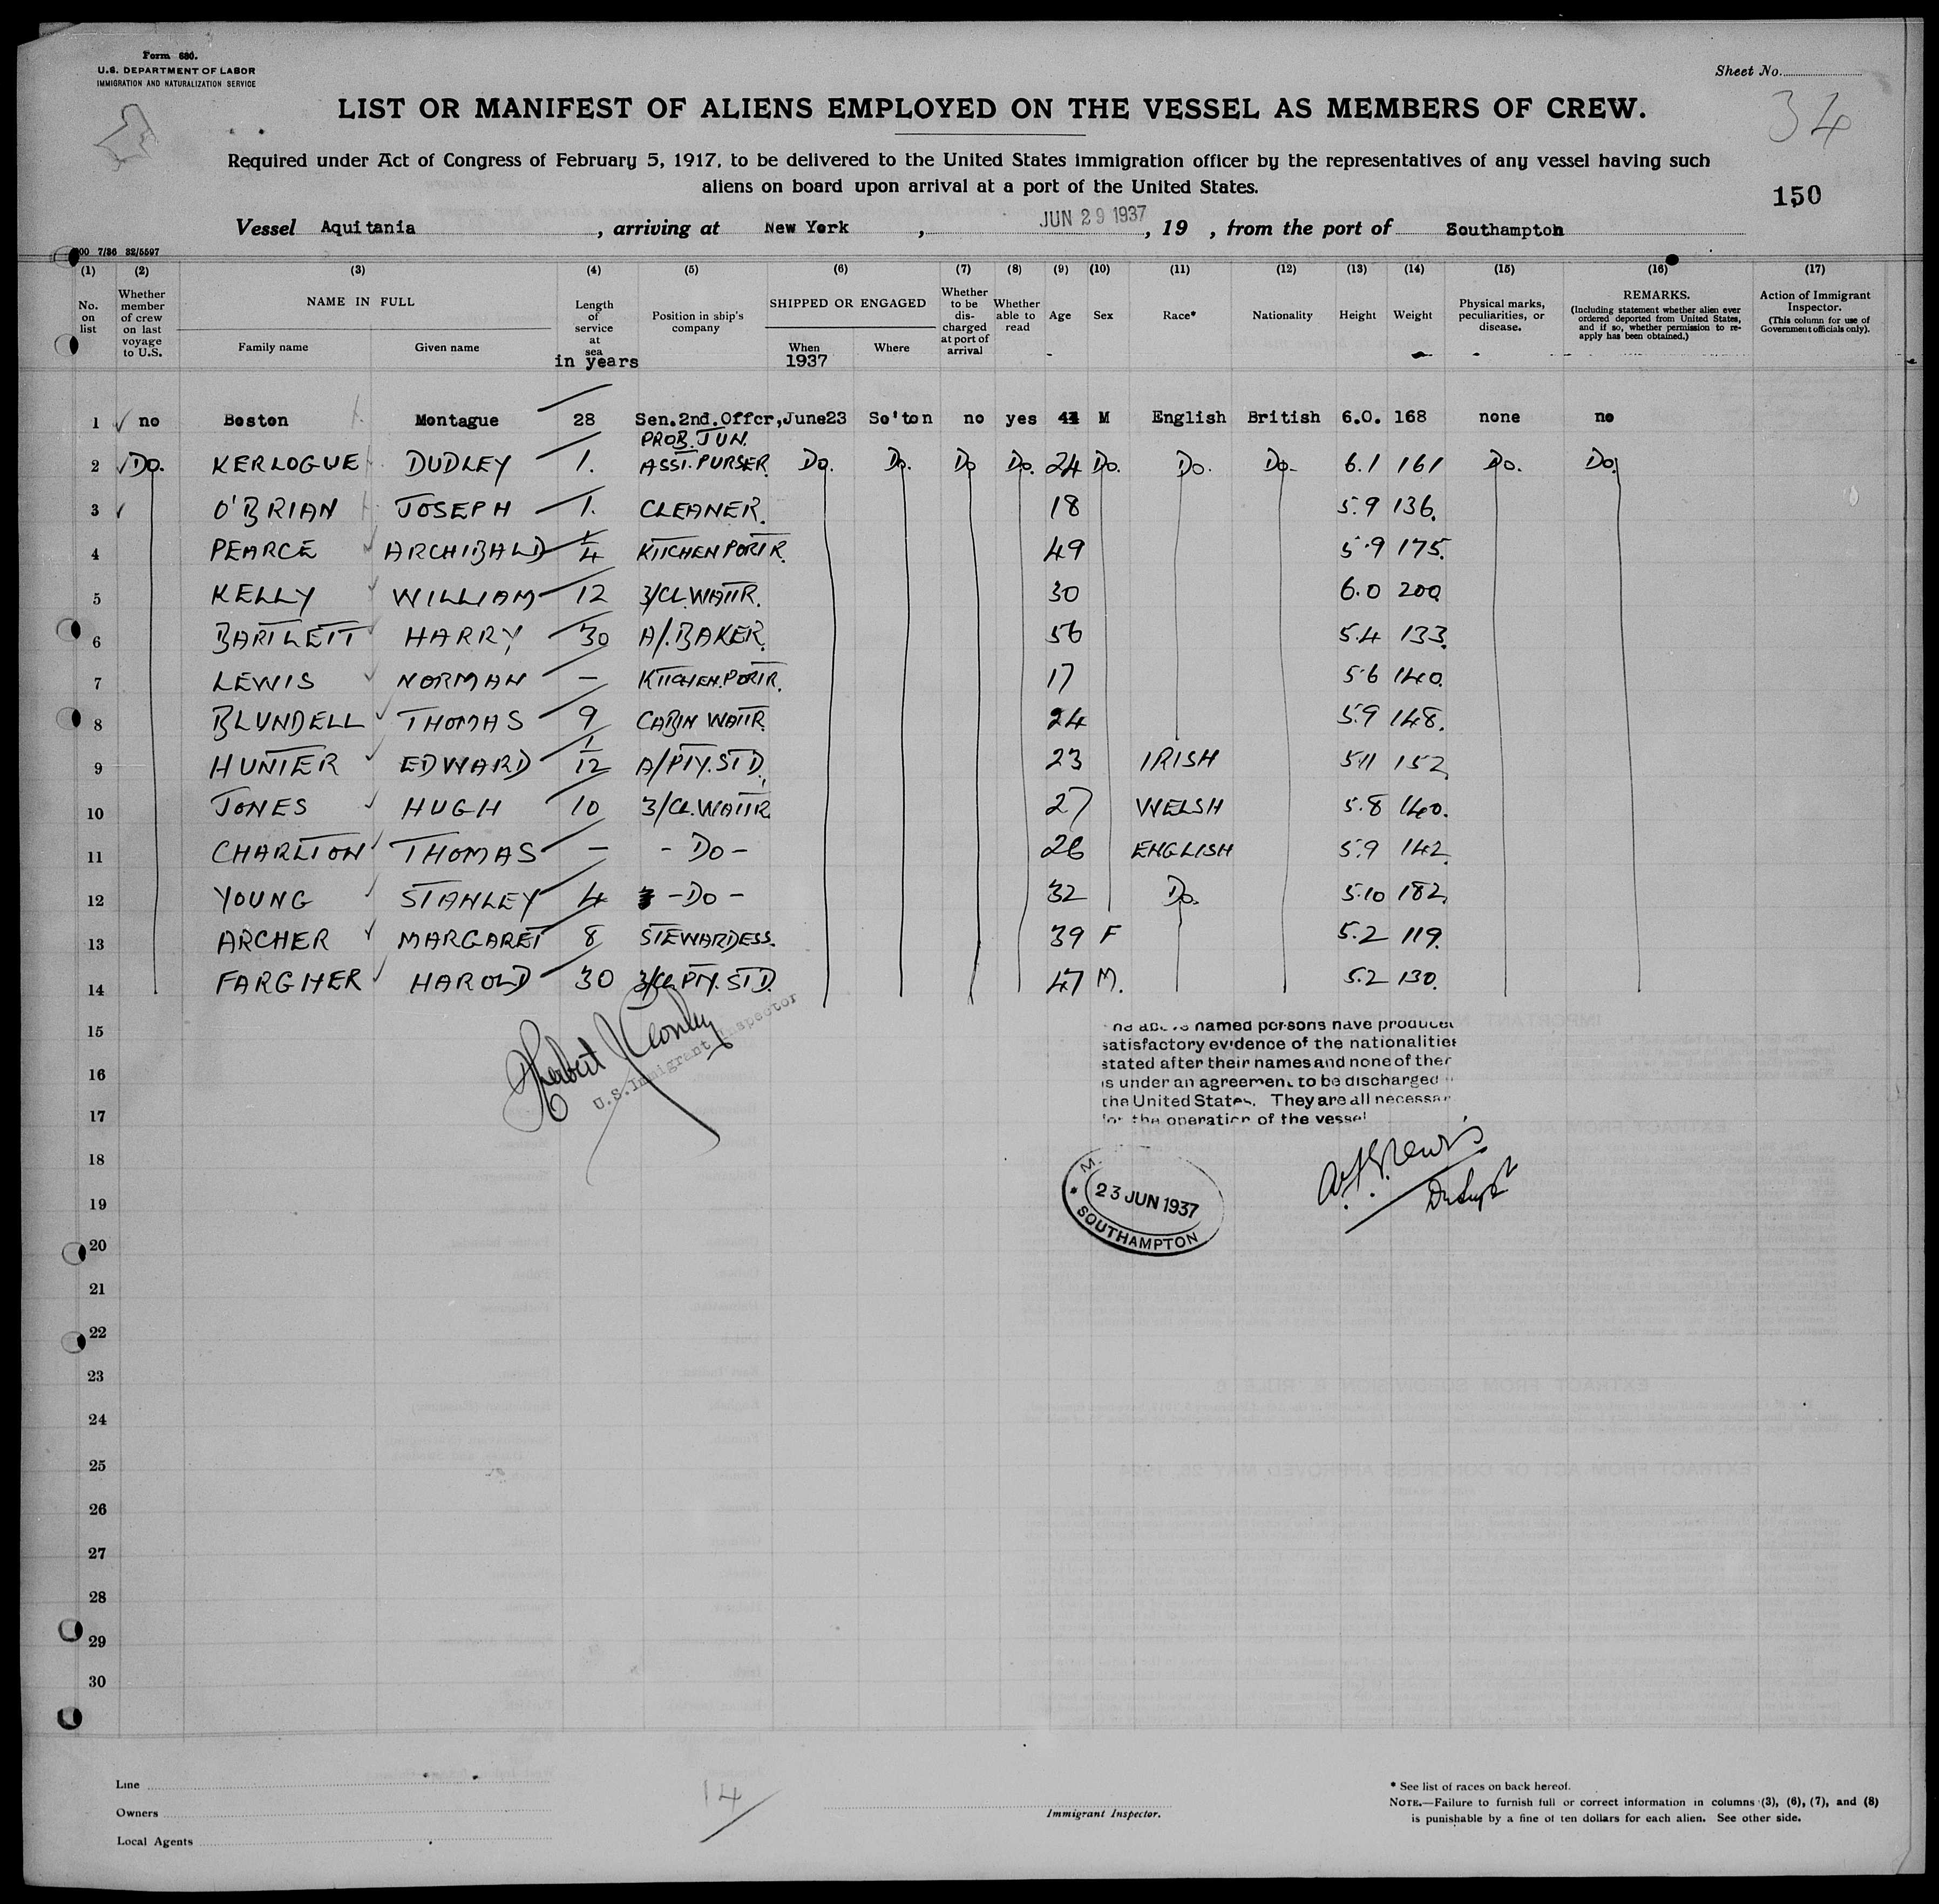 Form 680.
U.S. DEPARTMENT OF LABOR
IMMIGRATION AND NATURALIZATION SERVICE
Sheet No.
34
LIST OR MANIFEST OF ALIENS EMPLOYED ON THE VESSEL AS MEMBERS OF CREW.
Required under Act of Congress of February 5, 1917, to be delivered to the United States immigration officer by the representatives of any vessel having such
aliens on board upon arrival at a port of the United States.
150
Vessel Aquitania, arriving at New York, JUN 29 1937, 19 , from the port of Southampton
00 7/36 32/5597
(1) (2) (3) (4) (5) (6) (7) (8) (9) (10) (11) (12) (13) (14) (15) (16) (17)
No. on list
Whether member of crew on last voyage to U.S.
NAME IN FULL
Family name
Given name
Length of service at sea
in years
Position in ship's company
SHIPPED OR ENGAGED
When
1937
Where
Whether to be discharged at port of arrival
Whether able to read
Age
Sex
Race*
Nationality
Height
Weight
Physical marks, peculiarities, or disease.
REMARKS.
(Including statement whether alien ever ordered deported from United States, and if so, whether permission to re-apply has been obtained.)
Action of Immigrant Inspector.
(This column for use of Government officials only).
1 no Boston Montague 28 Sen.2nd.Offcr, June23 So'ton no yes M English British 6.0. 168 none no
PROB. JUN.
2 Do. KERLOGUE DUDLEY 1. ASST. PURSER Do. Do. Do Do. 24 Do. Do. Do. 6.1 161 Do. Do.
3 O'BRIAN JOSEPH 1. CLEANER. 18 5.9 136.
4 PEARCE ARCHIBALD 1/4 KITCHEN PORTR. 49 5.9 175.
5 KELLY WILLIAM 12 3/CL.WAITR. 30 6.0 200
6 BARTLETT HARRY 30 A/.BAKER. 56 5.4 133.
7 LEWIS NORMAN – KITCHEN.PORTR. 17 5.6 140.
8 BLUNDELL THOMAS 9 CABIN WAITR. 24 5.9 148.
9 HUNTER EDWARD 1/12 A/PTY.STD. 23 IRISH 5.11 152.
10 JONES HUGH 10 3/CL.WAITR. 27 WELSH 5.8 140.
11 CHARLTON THOMAS – - Do - 26 ENGLISH 5.9 142.
12 YOUNG STANLEY 4 - Do - 32 Do. 5.10 182.
13 ARCHER MARGARET 8 STEWARDESS. 39 F 5.2 119.
14 FARGHER HAROLD 30 3/CL PTY. STD. 47 M. 5.2 130.
15
16
17
18
19
20
21
22
23
24
25
26
27
28
29
30
Herbert J
U.S. Immigrant Inspector
named persons have produced
satisfactory evidence of the nationalities
stated after their names and none of them
is under an agreement to be discharged
the United States. They are all necessary
for the operation of the vessel
M.
23 JUN 1937
SOUTHAMPTON
Line
Owners
Local Agents
14
Immigrant Inspector.
* See list of races on back hereof.
NOTE.—Failure to furnish full or correct information in columns (3), (6), (7), and (8)
is punishable by a fine of ten dollars for each alien. See other side.